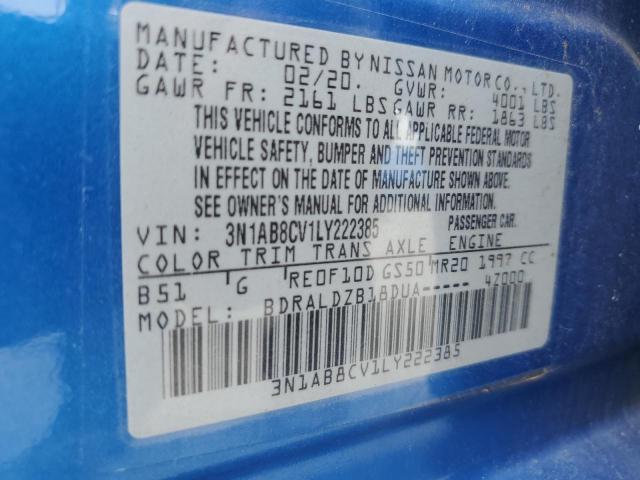 MANUFACTURED BY NISSAN MOTOR CO., LTD.
DATE: 02/20. GVWR: 4001 LBS
GAWR FR: 2161 LBS GAWR RR: 1863 LBS
THIS VEHICLE CONFORMS TO ALL APPLICABLE FEDERAL MOTOR
VEHICLE SAFETY, BUMPER AND THEFT PREVENTION STANDARDS
IN EFFECT ON THE DATE OF MANUFACTURE SHOWN ABOVE.
SEE OWNER'S MANUAL FOR MORE INFORMATION.
VIN: 3N1AB8CV1LY222385 PASSENGER CAR.
COLOR TRIM TRANS AXLE ENGINE
B51 G RE0F10D GS50 MR20 1997 CC
MODEL: BDRALDZB18DUA----- 4Z000
3N1AB8CV1LY222385